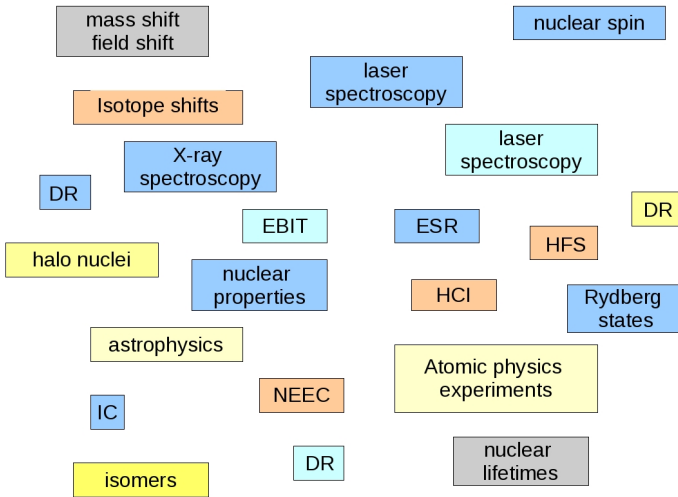 mass shift
field shift
nuclear spin
laser
spectroscopy
Isotope shifts
laser
spectroscopy
X-ray
spectroscopy
DR
DR
EBIT
ESR
HFS
halo nuclei
nuclear
properties
HCI
Rydberg
states
astrophysics
Atomic physics
experiments
NEEC
IC
nuclear
lifetimes
DR
isomers